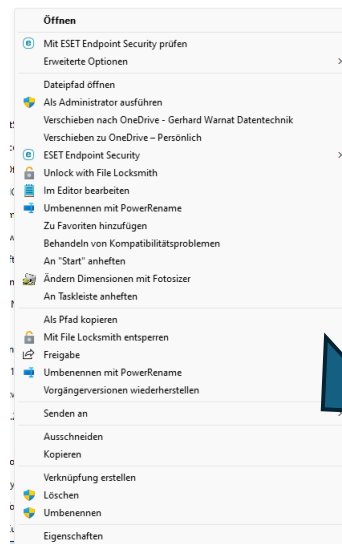 Öffnen
Mit ESET Endpoint Security prüfen
Erweiterte Optionen
Dateipfad öffnen
Als Administrator ausführen
Verschieben nach OneDrive - Gerhard Warnat Datentechnik
Verschieben zu OneDrive – Persönlich
ESET Endpoint Security
Unlock with File Locksmith
Im Editor bearbeiten
Umbenennen mit PowerRename
Zu Favoriten hinzufügen
Behandeln von Kompatibilitätsproblemen
An "Start" anheften
Ändern Dimensionen mit Fotosizer
An Taskleiste anheften
Als Pfad kopieren
Mit File Locksmith entsperren
Freigabe
Umbenennen mit PowerRename
Vorgängerversionen wiederherstellen
Senden an
Ausschneiden
Kopieren
Verknüpfung erstellen
Löschen
Umbenennen
Eigenschaften